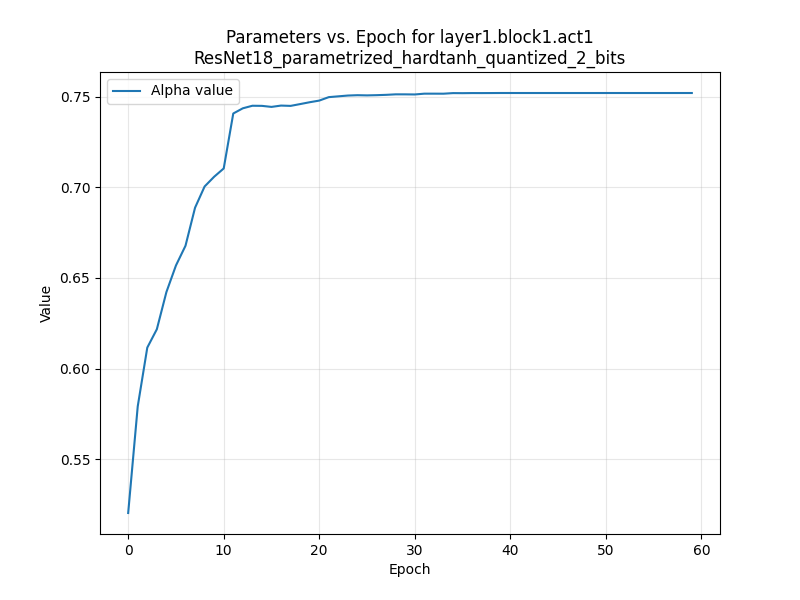 Parameters vs. Epoch for layer1.block1.act1
ResNet18_parametrized_hardtanh_quantized_2_bits
Alpha value
0.75
0.70
0.65
0.60
0.55
Value
0
10
20
30
40
50
60
Epoch